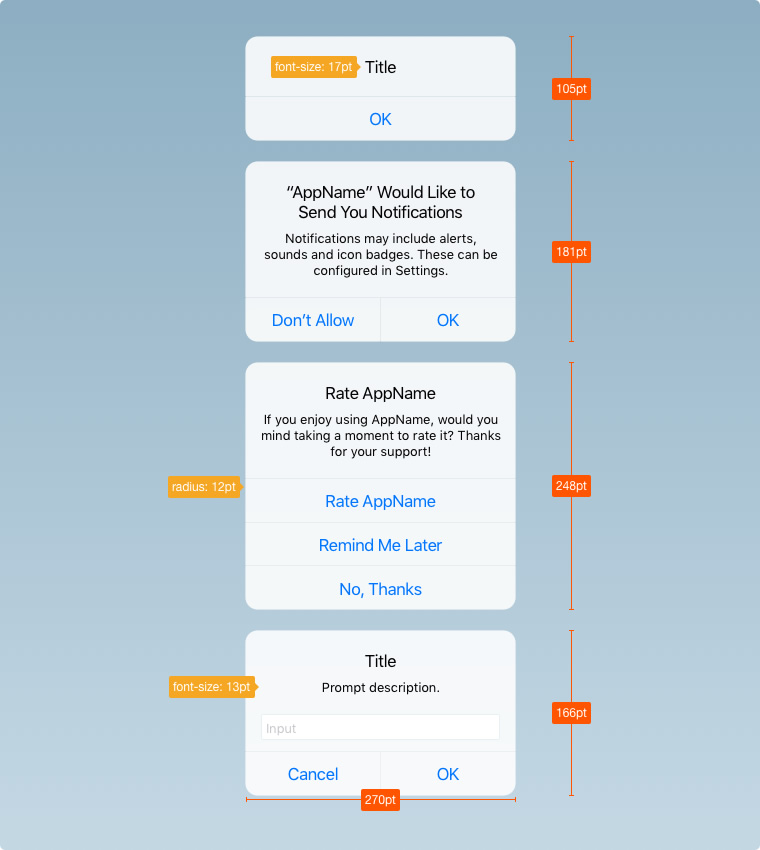 font-size: 17pt
Title
105pt
OK
“AppName” Would Like to
Send You Notifications
Notifications may include alerts,
sounds and icon badges. These can be
configured in Settings.
181pt
Don’t Allow
OK
Rate AppName
If you enjoy using AppName, would you
mind taking a moment to rate it? Thanks
for your support!
radius: 12pt
248pt
Rate AppName
Remind Me Later
No, Thanks
Title
font-size: 13pt
Prompt description.
166pt
Input
Cancel
OK
270pt